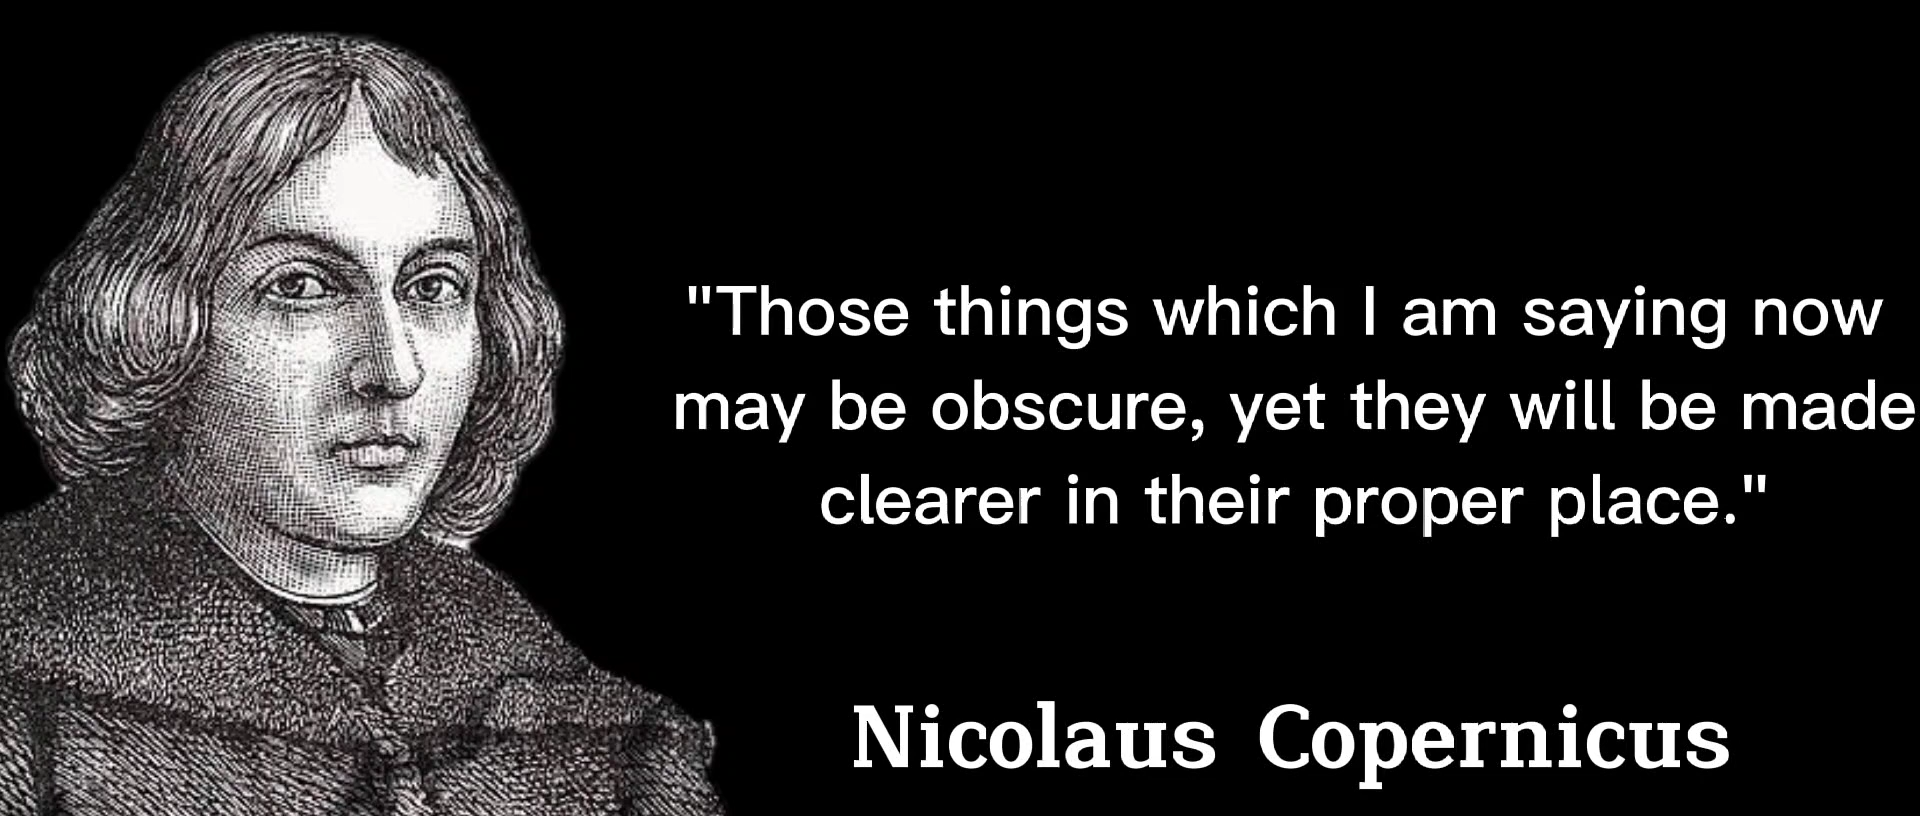 "Those things which I am saying now
may be obscure, yet they will be made
clearer in their proper place."
Nicolaus Copernicus